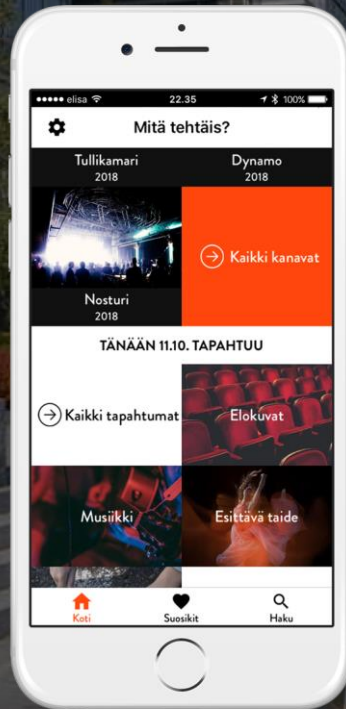 elisa 22.35 100%
Mitä tehtäis?
Tullikamari Dynamo
2018 2018
Kaikki kanavat
Nosturi
2018
TÄNÄÄN 11.10. TAPAHTUU
Kaikki tapahtumat Elokuvat
Musiikki Esittävä taide
Koti Suosikit Haku